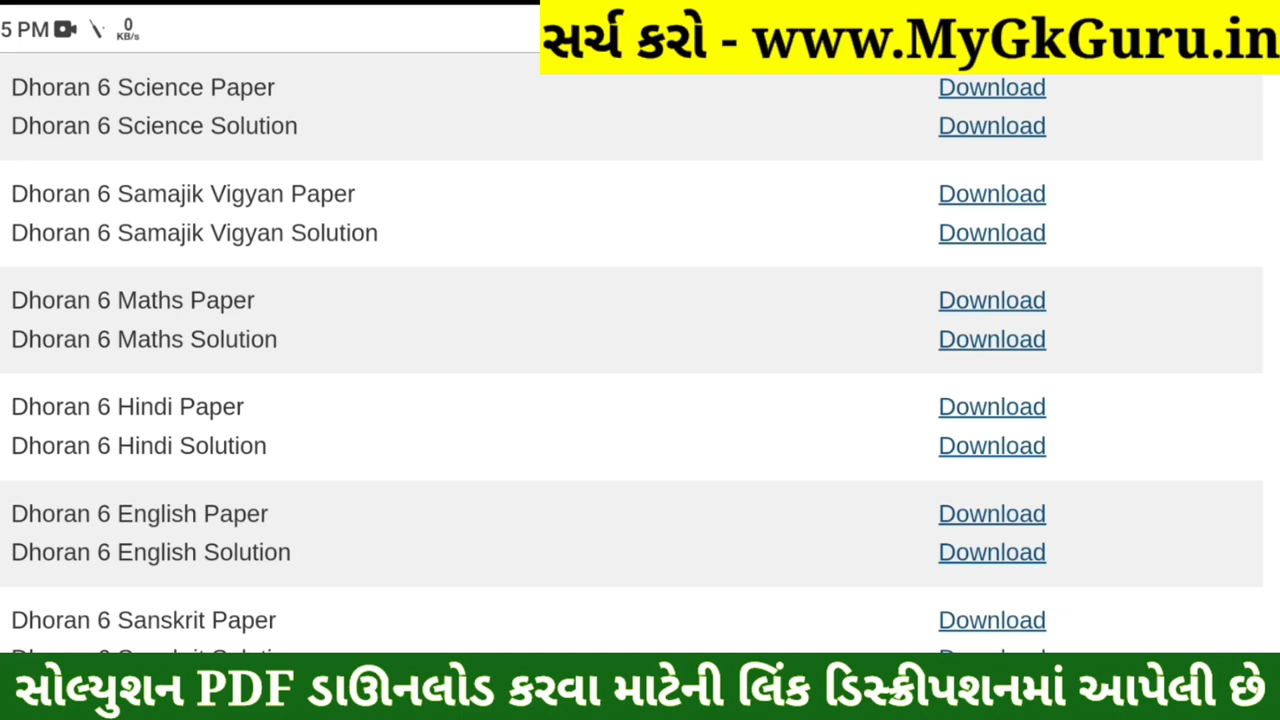 5 PM 0 KB/s
સર્ચ કરો - www.MyGkGuru.in
Dhoran 6 Science Paper Download
Dhoran 6 Science Solution Download
Dhoran 6 Samajik Vigyan Paper Download
Dhoran 6 Samajik Vigyan Solution Download
Dhoran 6 Maths Paper Download
Dhoran 6 Maths Solution Download
Dhoran 6 Hindi Paper Download
Dhoran 6 Hindi Solution Download
Dhoran 6 English Paper Download
Dhoran 6 English Solution Download
Dhoran 6 Sanskrit Paper Download
સોલ્યુશન PDF ડાઊનલોડ કરવા માટેની લિંક ડિસ્ક્રીપશનમાં આપેલી છે